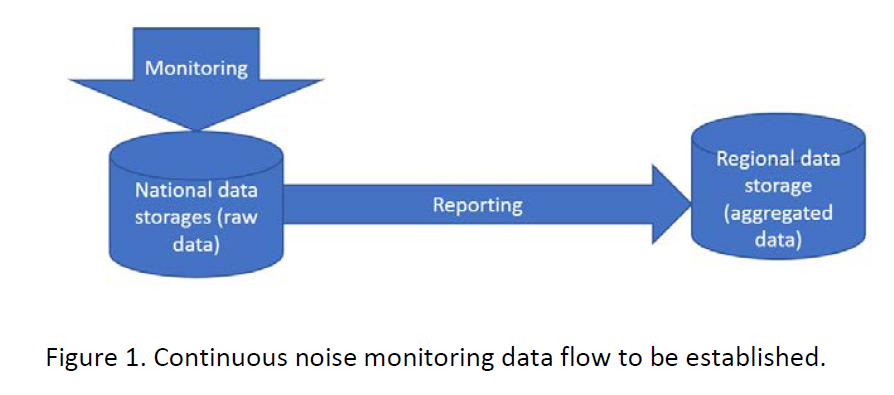 Monitoring
National data
storages (raw
data)
Reporting
Regional data
storage
(aggregated
data)
Figure 1. Continuous noise monitoring data flow to be established.